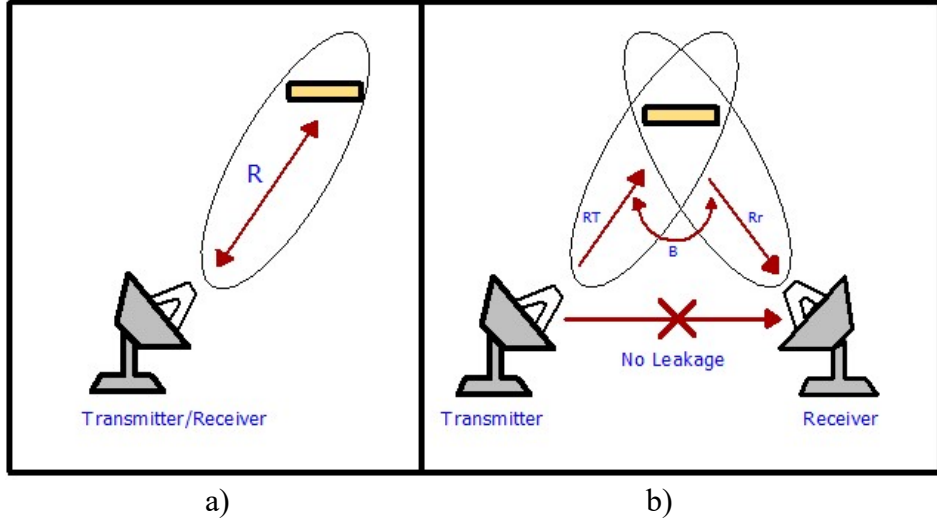 R
Transmitter/Receiver
RT
Rr
B
No Leakage
Transmitter
Receiver
a)
b)